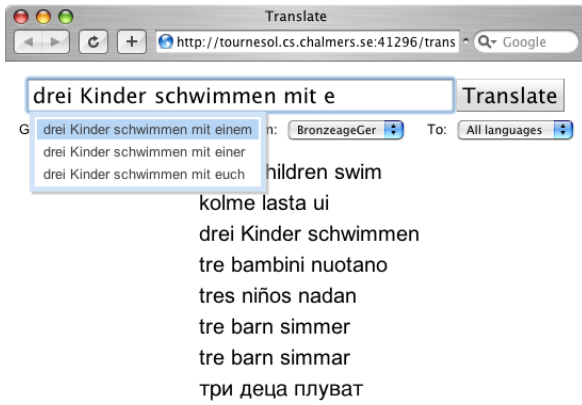 Translate
http://tournesol.cs.chalmers.se:41296/trans Google
drei Kinder schwimmen mit e Translate
BronzeageGer To: All languages
drei Kinder schwimmen mit einem
drei Kinder schwimmen mit einer
drei Kinder schwimmen mit euch
hildren swim
kolme lasta ui
drei Kinder schwimmen
tre bambini nuotano
tres niños nadan
tre barn simmer
tre barn simmar
три деца плуват